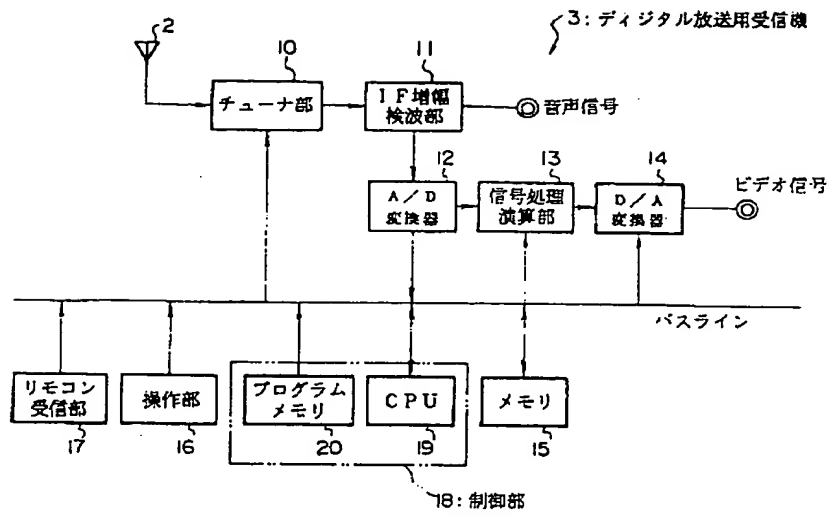 3:ディジタル放送用受信機
2
10
チューナ部
11
IF増幅
検波部
音声信号
12
A/D
変換器
13
信号処理
演算部
14
D/A
変換器
ビデオ信号
バスライン
リモコン
受信部
17
操作部
16
プログラム
メモリ
20
CPU
19
メモリ
15
18:制御部